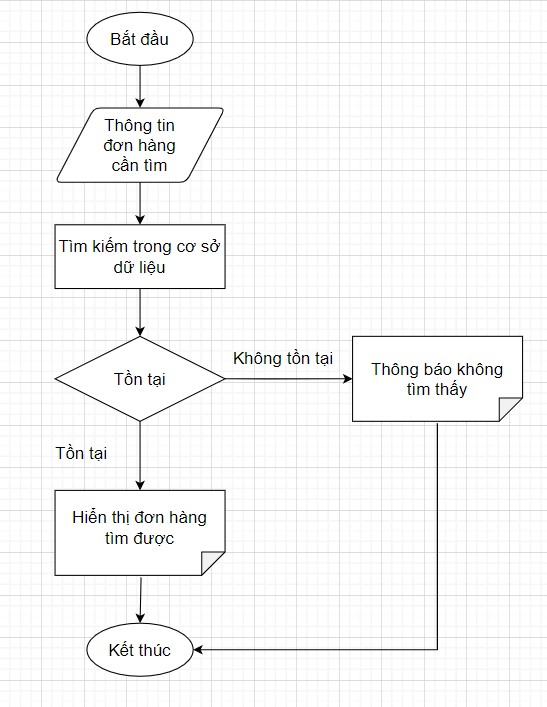 Bắt đầu
Thông tin
đơn hàng
cần tìm
Tìm kiếm trong cơ sở
dữ liệu
Tồn tại
Không tồn tại
Thông báo không
tìm thấy
Tồn tại
Hiển thị đơn hàng
tìm được
Kết thúc